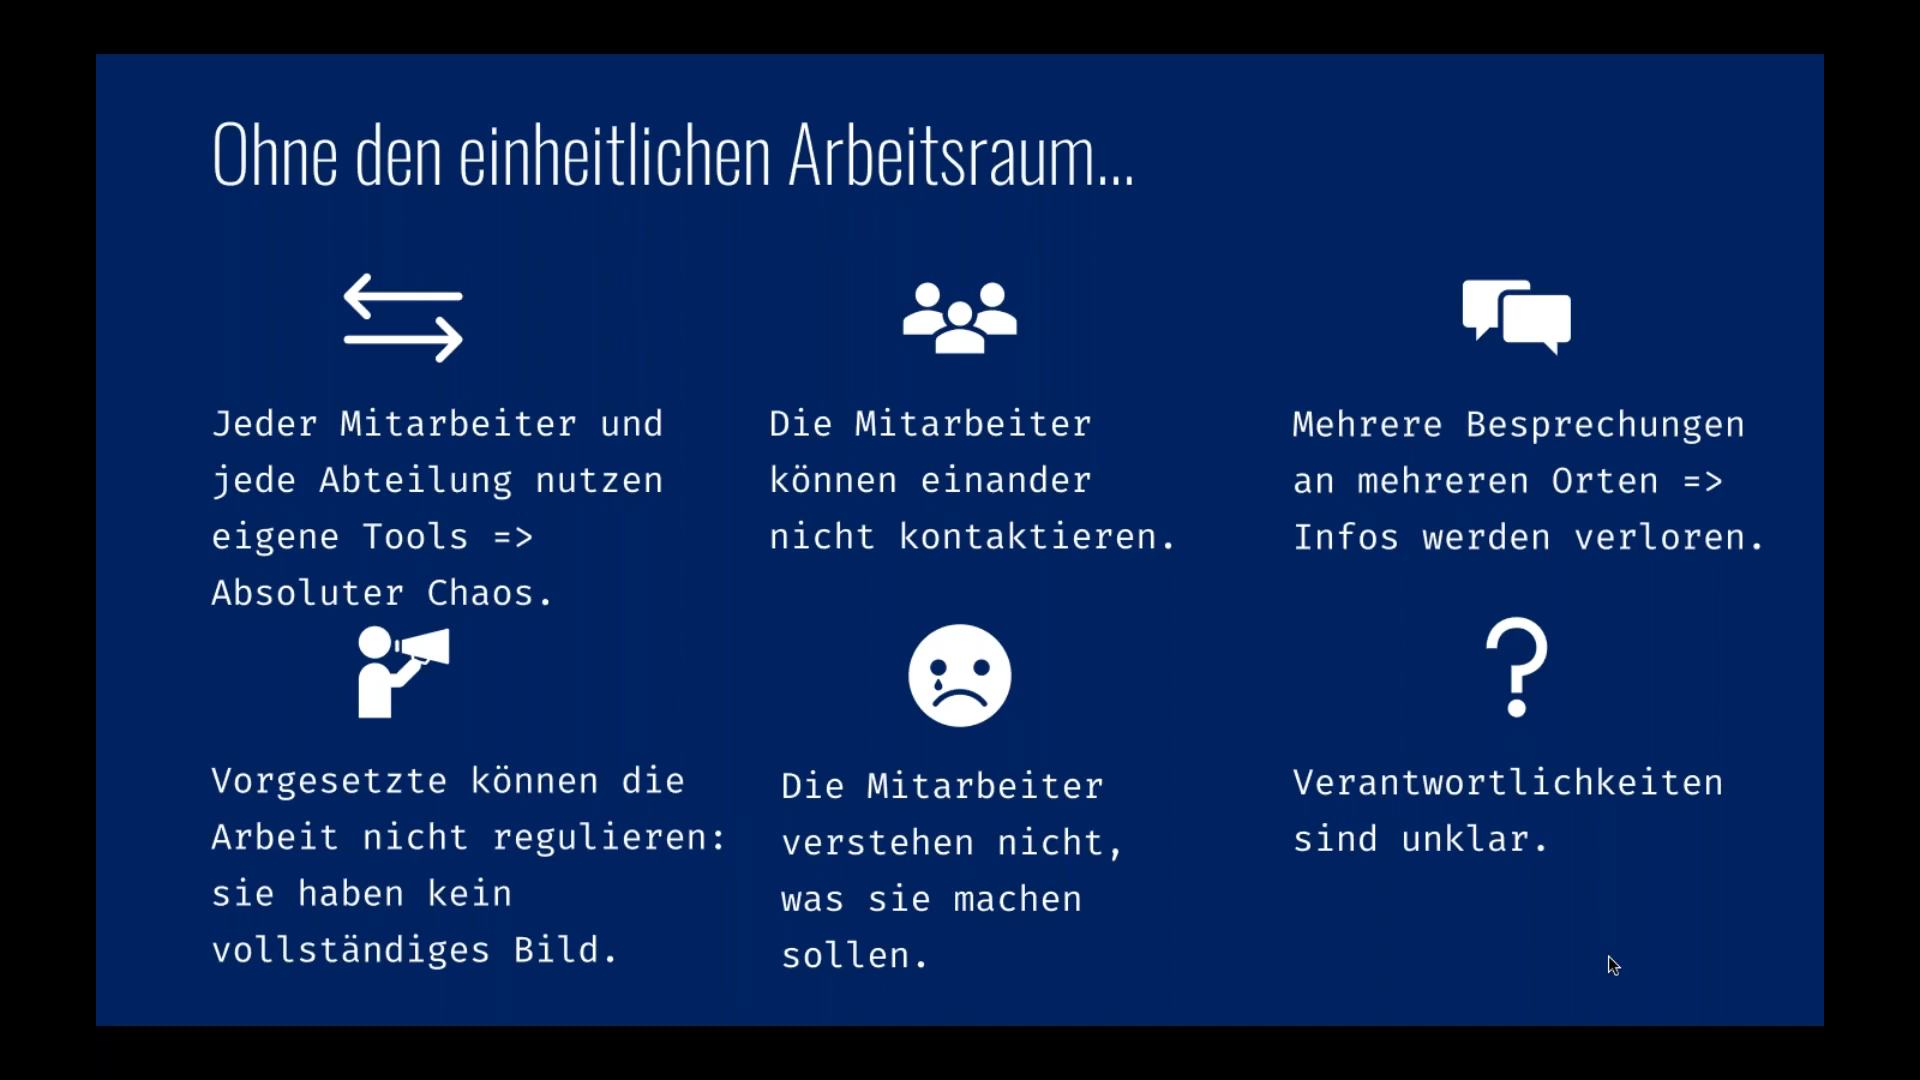 Ohne den einheitlichen Arbeitsraum...
Jeder Mitarbeiter und
jede Abteilung nutzen
eigene Tools =>
Absoluter Chaos.
Die Mitarbeiter
können einander
nicht kontaktieren.
Mehrere Besprechungen
an mehreren Orten =>
Infos werden verloren.
Vorgesetzte können die
Arbeit nicht regulieren:
sie haben kein
vollständiges Bild.
Die Mitarbeiter
verstehen nicht,
was sie machen
sollen.
Verantwortlichkeiten
sind unklar.